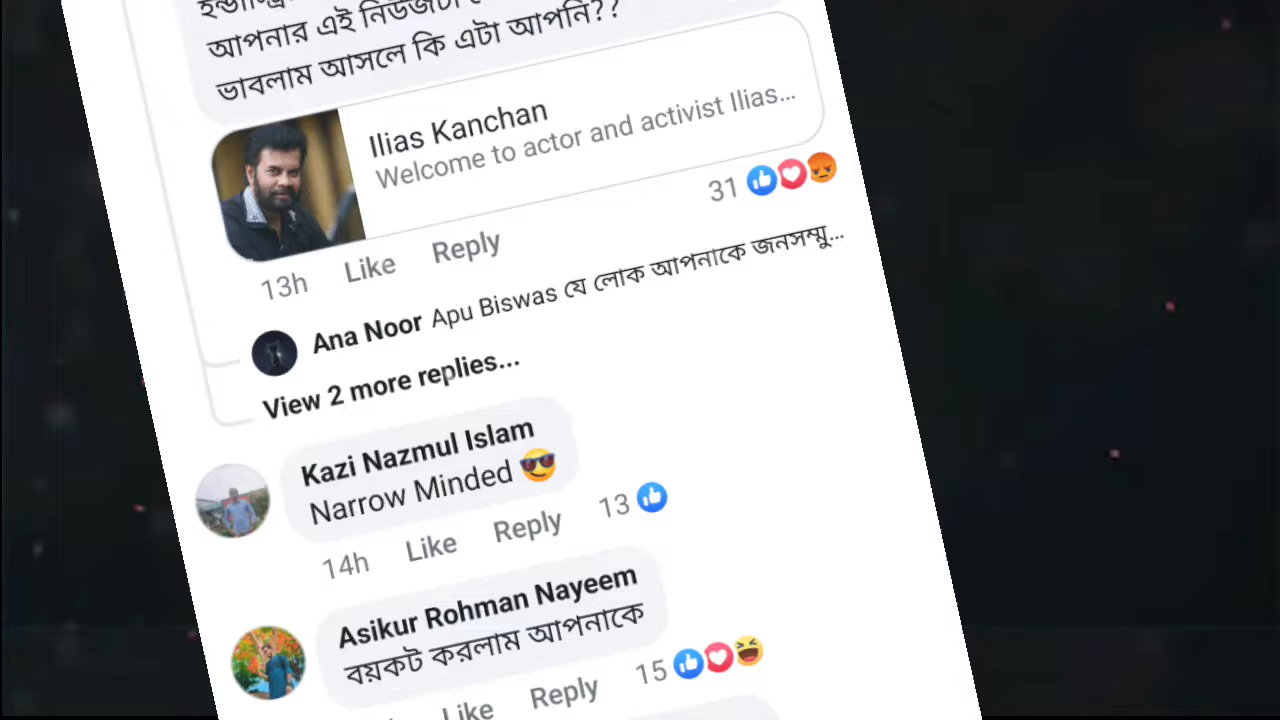 আপনার এই নিউজটা
ভাবলাম আসলে কি এটা আপনি??
Ilias Kanchan
Welcome to actor and activist Ilias...
31
13h Like Reply
Ana Noor Apu Biswas যে লোক আপনাকে জনসম্মু...
View 2 more replies...
Kazi Nazmul Islam
Narrow Minded 😎
14h Like Reply 13
Asikur Rohman Nayeem
বয়কট করলাম আপনাকে
Like Reply 15